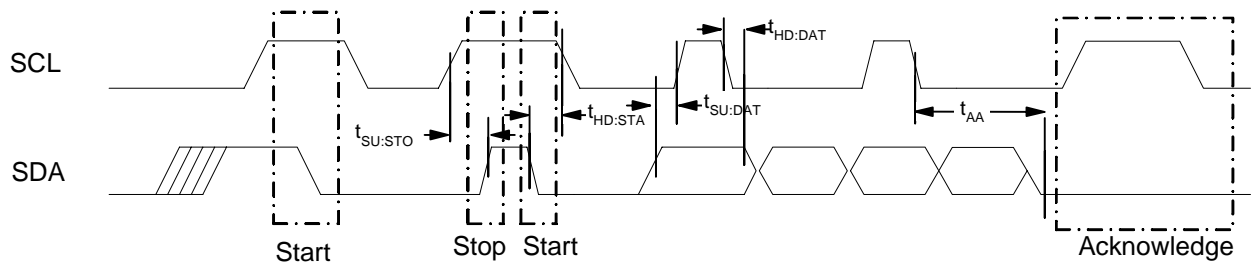 SCL
t_HD:DAT
t_SU:STO
t_HD:STA
t_SU:DAT
t_AA
SDA
Start
Stop
Start
Acknowledge